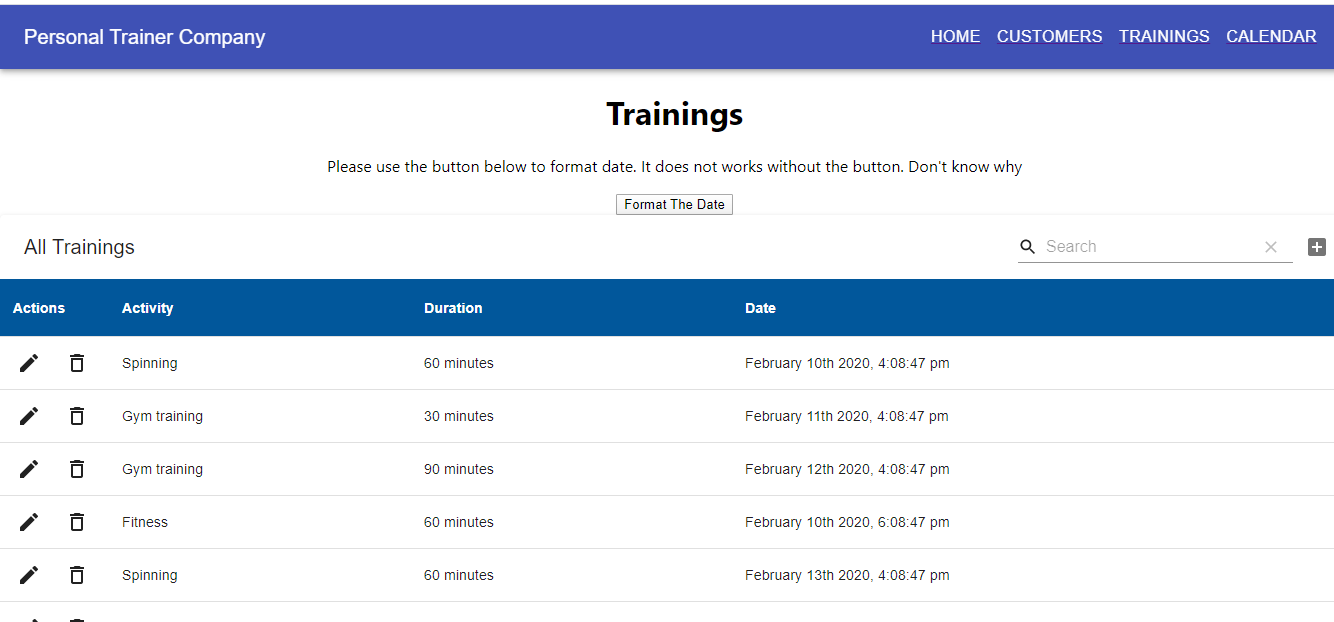 Personal Trainer Company HOME CUSTOMERS TRAININGS CALENDAR
Trainings
Please use the button below to format date. It does not works without the button. Don't know why
Format The Date
All Trainings Search
Actions Activity Duration Date
Spinning 60 minutes February 10th 2020, 4:08:47 pm
Gym training 30 minutes February 11th 2020, 4:08:47 pm
Gym training 90 minutes February 12th 2020, 4:08:47 pm
Fitness 60 minutes February 10th 2020, 6:08:47 pm
Spinning 60 minutes February 13th 2020, 4:08:47 pm